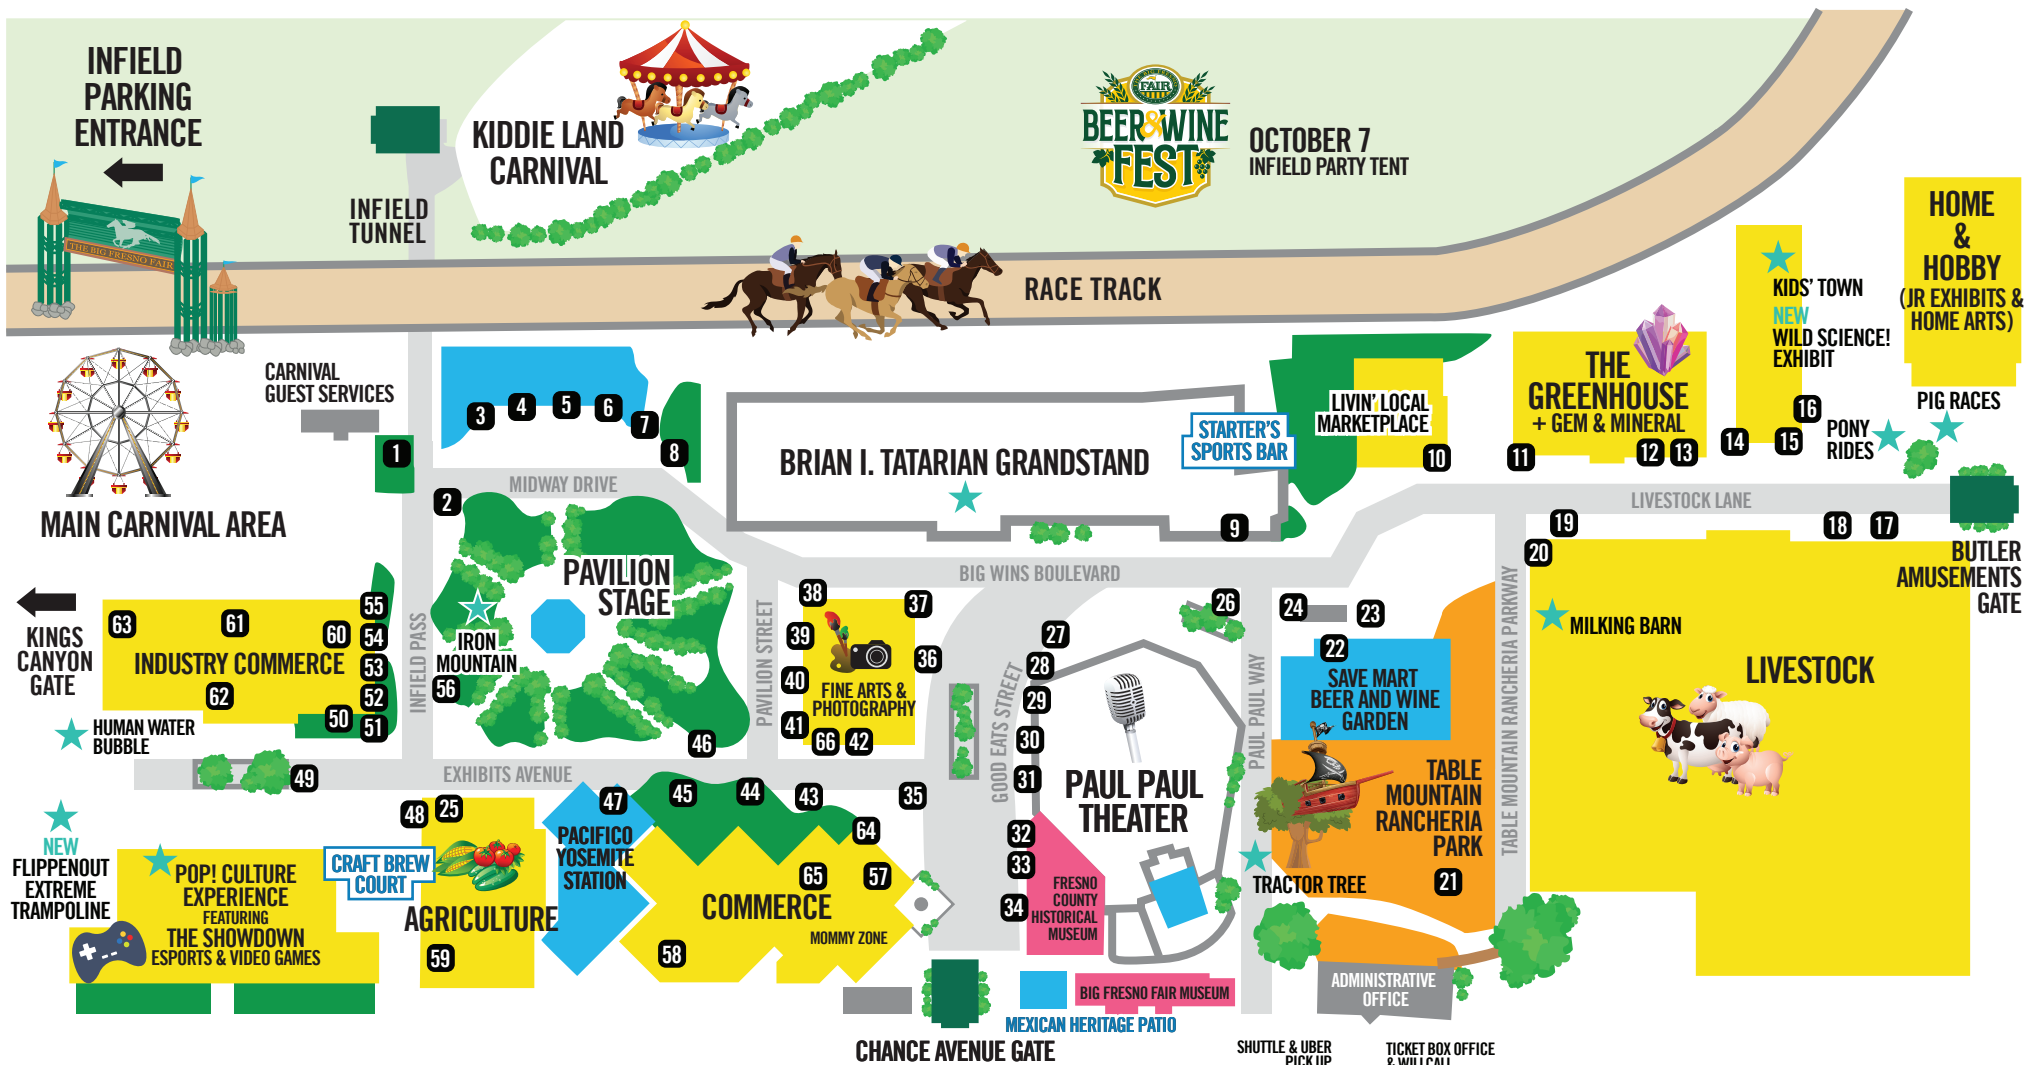 INFIELD
PARKING
ENTRANCE
THE BIG FRESNO FAIR
INFIELD
TUNNEL
KIDDIE LAND
CARNIVAL
FAIR
BEER & WINE
FEST
OCTOBER 7
INFIELD PARTY TENT
RACE TRACK
HOME
&
HOBBY
(JR EXHIBITS &
HOME ARTS)
KIDS' TOWN
NEW
WILD SCIENCE!
EXHIBIT
14
15
16
PIG RACES
PONY
RIDES
THE
GREENHOUSE
+ GEM & MINERAL
11
12
13
LIVIN' LOCAL
MARKETPLACE
10
STARTER'S
SPORTS BAR
BRIAN I. TATARIAN GRANDSTAND
9
CARNIVAL
GUEST SERVICES
MAIN CARNIVAL AREA
1
2
3
4
5
6
7
8
MIDWAY DRIVE
LIVESTOCK LANE
BIG WINS BOULEVARD
BUTLER
AMUSEMENTS
GATE
17
18
19
20
MILKING BARN
LIVESTOCK
TABLE MOUNTAIN RANCHERIA PARKWAY
PAVILION
STAGE
IRON
MOUNTAIN
56
46
INFIELD PASS
PAVILION STREET
KINGS
CANYON
GATE
63
61
60
INDUSTRY COMMERCE
62
55
54
53
52
51
50
HUMAN WATER
BUBBLE
49
EXHIBITS AVENUE
38
37
39
36
40
FINE ARTS &
PHOTOGRAPHY
41
66
42
GOOD EATS STREET
27
28
29
30
31
32
33
34
35
26
PAUL PAUL
THEATER
PAUL PAUL WAY
24
23
22
SAVE MART
BEER AND WINE
GARDEN
TABLE
MOUNTAIN
RANCHERIA
PARK
21
TRACTOR TREE
NEW
FLIPPENOUT
EXTREME
TRAMPOLINE
POP! CULTURE
EXPERIENCE
FEATURING
THE SHOWDOWN
ESPORTS & VIDEO GAMES
CRAFT BREW
COURT
48
25
AGRICULTURE
59
47
PACIFICO
YOSEMITE
STATION
45
44
43
64
65
57
COMMERCE
MOMMY ZONE
58
FRESNO
COUNTY
HISTORICAL
MUSEUM
BIG FRESNO FAIR MUSEUM
MEXICAN HERITAGE PATIO
CHANCE AVENUE GATE
ADMINISTRATIVE
OFFICE
SHUTTLE & UBER
PICK UP
TICKET BOX OFFICE
& WILL CALL